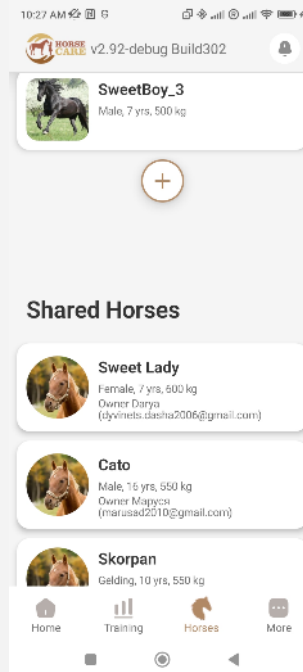 10:27 AM
HORSE
CARE
v2.92-debug Build302
SweetBoy_3
Male, 7 yrs, 500 kg
Shared Horses
Sweet Lady
Female, 7 yrs, 600 kg
Owner Darya
(dyvinets.dasha2006@gmail.com)
Cato
Male, 16 yrs, 550 kg
Owner Маруся
(marusad2010@gmail.com)
Skorpan
Gelding, 10 yrs, 550 kg
Home
Training
Horses
More